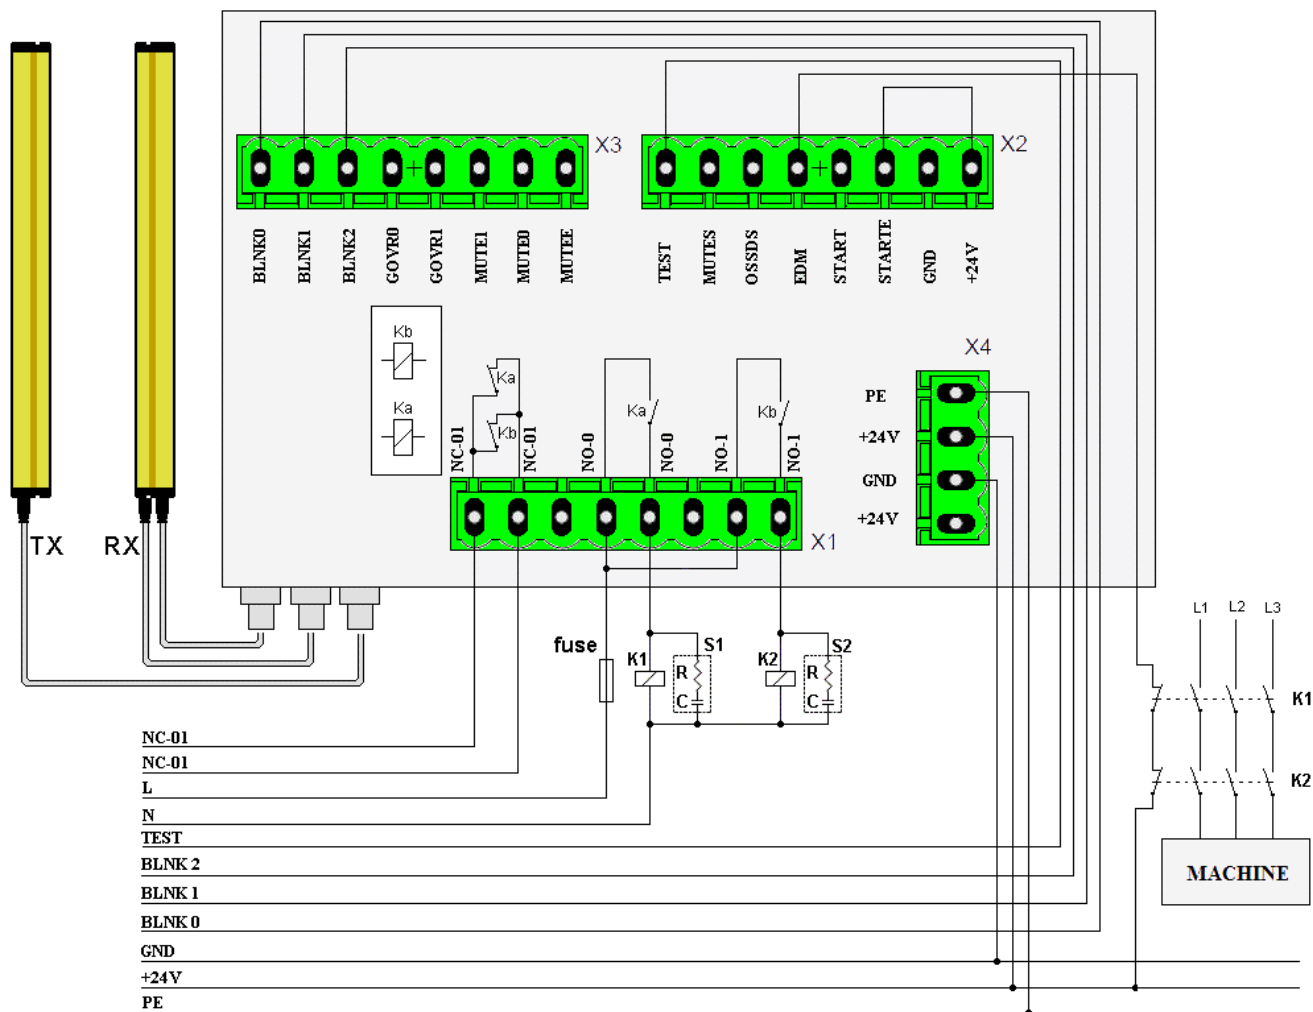 X3
X2
BLNK0
BLNK1
BLNK2
GOVR0
GOVR1
MUTE1
MUTE0
MUTEE
TEST
MUTES
OSSDS
EDM
START
STARTE
GND
+24V
Kb
Ka
Ka
Kb
Ka
Kb
NC-01
NC-01
NO-0
NO-0
NO-1
NO-1
X4
PE
+24V
GND
+24V
X1
TX
RX
fuse
K1
S1
R
C
K2
S2
R
C
L1
L2
L3
K1
K2
MACHINE
NC-01
NC-01
L
N
TEST
BLNK 2
BLNK 1
BLNK 0
GND
+24V
PE